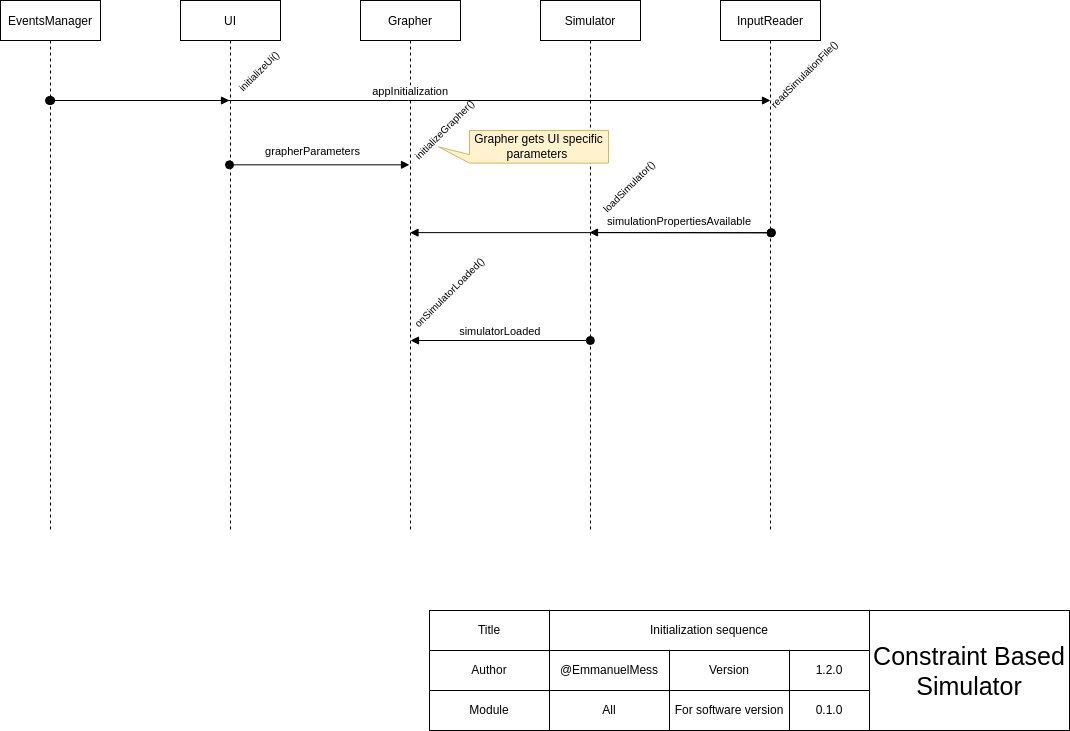 EventsManager
UI
Grapher
Simulator
InputReader
initializeUi()
readSimulationFile()
appInitialization
initializeGrapher()
Grapher gets UI specific
parameters
grapherParameters
loadSimulator()
simulationPropertiesAvailable
onSimulatorLoaded()
simulatorLoaded
Title
Initialization sequence
Constraint Based
Simulator
Author
@EmmanuelMess
Version
1.2.0
Module
All
For software version
0.1.0